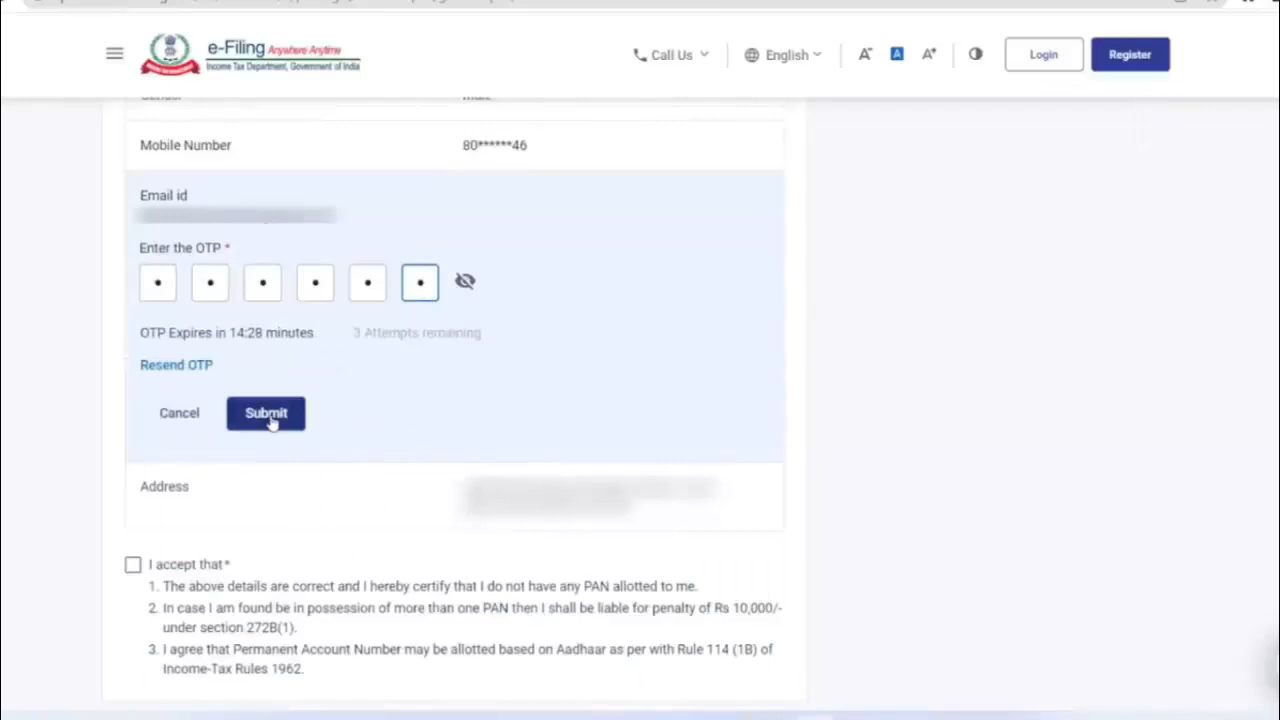 e-Filing Anywhere Anytime
Income Tax Department, Government of India
Call Us
English
A-
A
A+
Login
Register
Mobile Number 80******46
Email id
Enter the OTP *
OTP Expires in 14:28 minutes 3 Attempts remaining
Resend OTP
Cancel Submit
Address
I accept that*
1. The above details are correct and I hereby certify that I do not have any PAN allotted to me.
2. In case I am found be in possession of more than one PAN then I shall be liable for penalty of Rs 10,000/-
under section 272B(1).
3. I agree that Permanent Account Number may be allotted based on Aadhaar as per with Rule 114 (1B) of
Income-Tax Rules 1962.